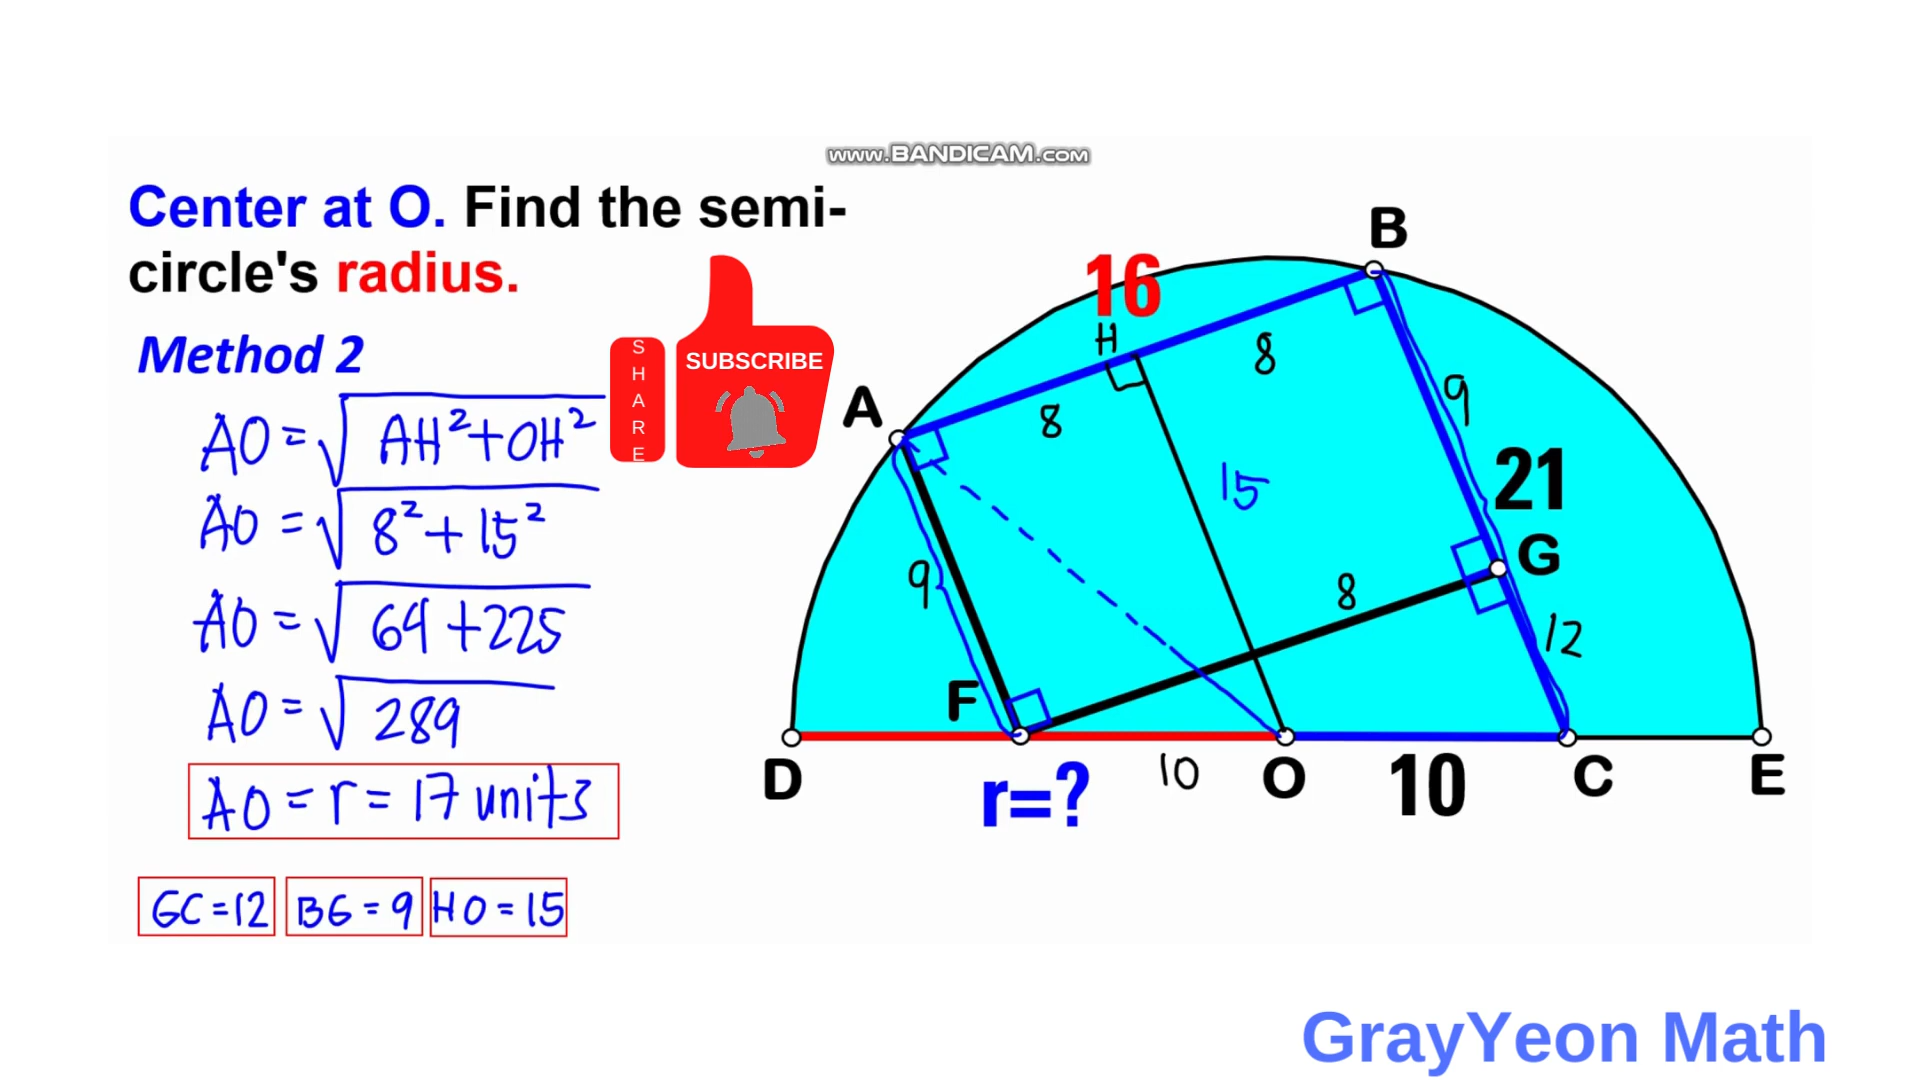 www.BANDICAM.com
Center at O. Find the semi-
circle's radius.
Method 2
AO = √AH²+OH²
AO = √8²+15²
AO = √64+225
AO = √289
AO = r = 17 units
GC=12
BG=9
HO=15
S
H
A
R
E
SUBSCRIBE
B
16
H
8
A
8
9
15
21
G
9
8
12
F
D
r=?
10
O
10
C
E
GrayYeon Math